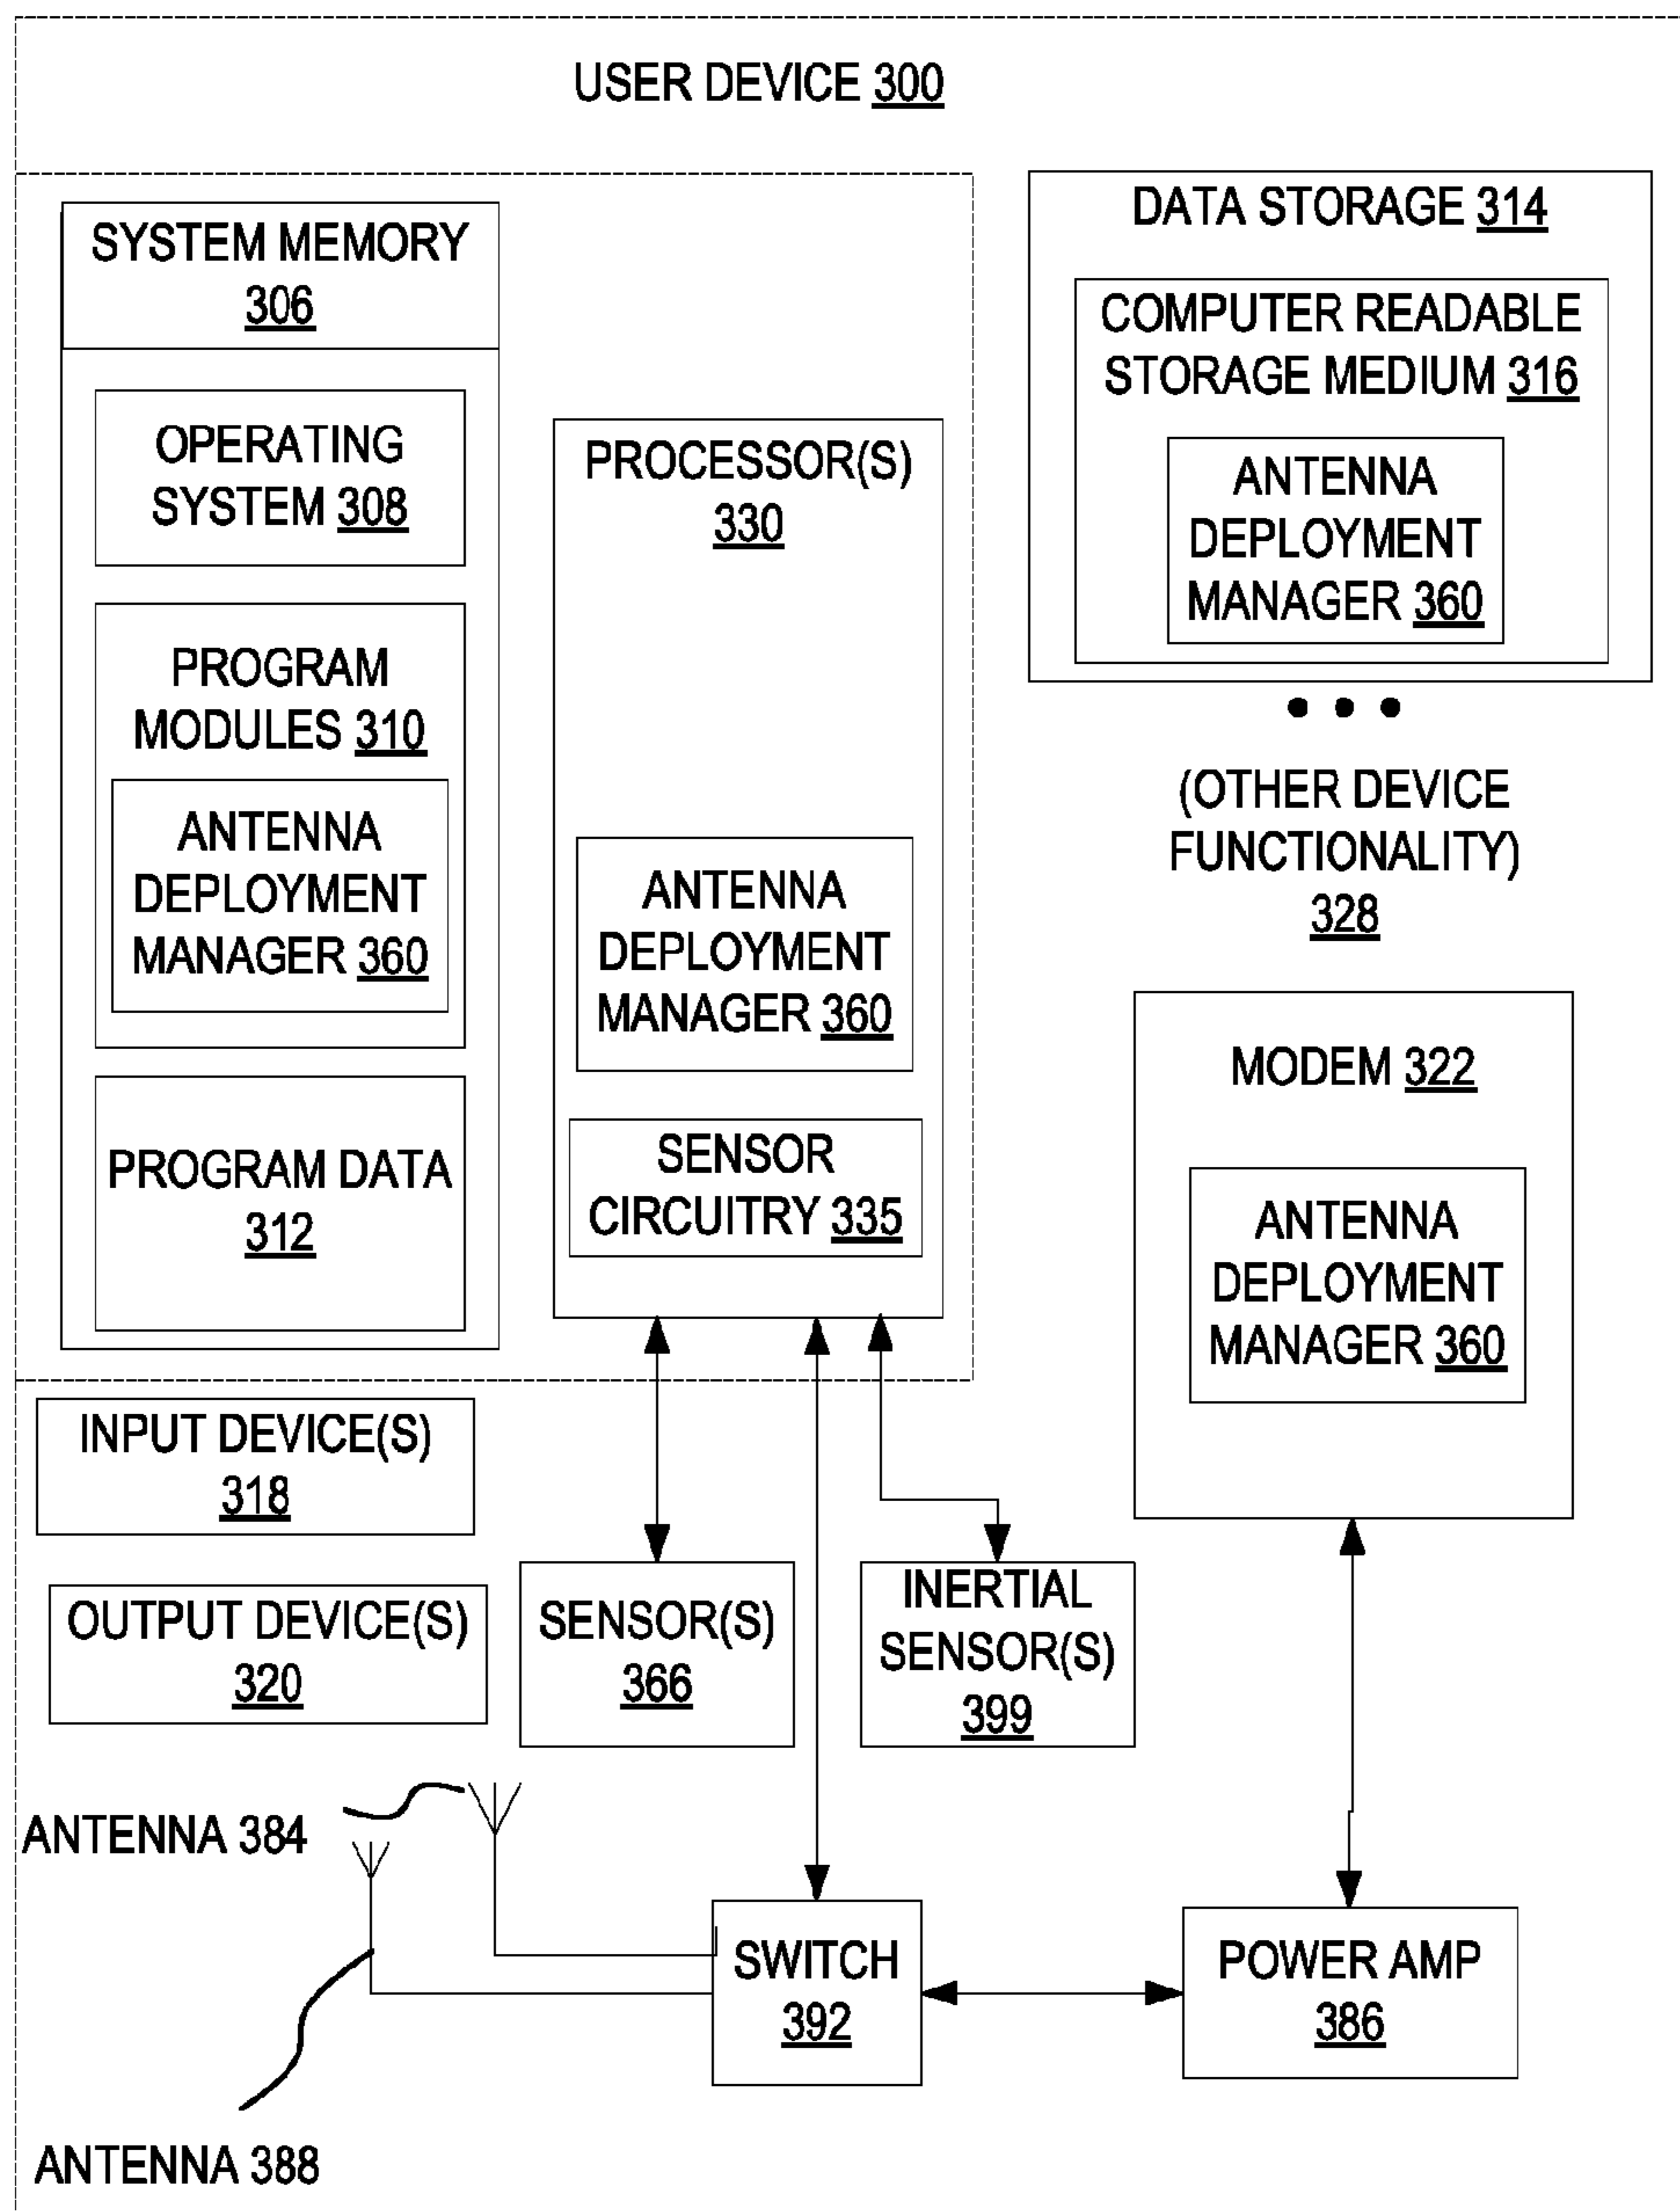 USER DEVICE 300
SYSTEM MEMORY
306
OPERATING
SYSTEM 308
PROGRAM
MODULES 310
ANTENNA
DEPLOYMENT
MANAGER 360
PROGRAM DATA
312
PROCESSOR(S)
330
ANTENNA
DEPLOYMENT
MANAGER 360
SENSOR
CIRCUITRY 335
DATA STORAGE 314
COMPUTER READABLE
STORAGE MEDIUM 316
ANTENNA
DEPLOYMENT
MANAGER 360
(OTHER DEVICE
FUNCTIONALITY)
328
MODEM 322
ANTENNA
DEPLOYMENT
MANAGER 360
INPUT DEVICE(S)
318
OUTPUT DEVICE(S)
320
SENSOR(S)
366
INERTIAL
SENSOR(S)
399
ANTENNA 384
SWITCH
392
POWER AMP
386
ANTENNA 388